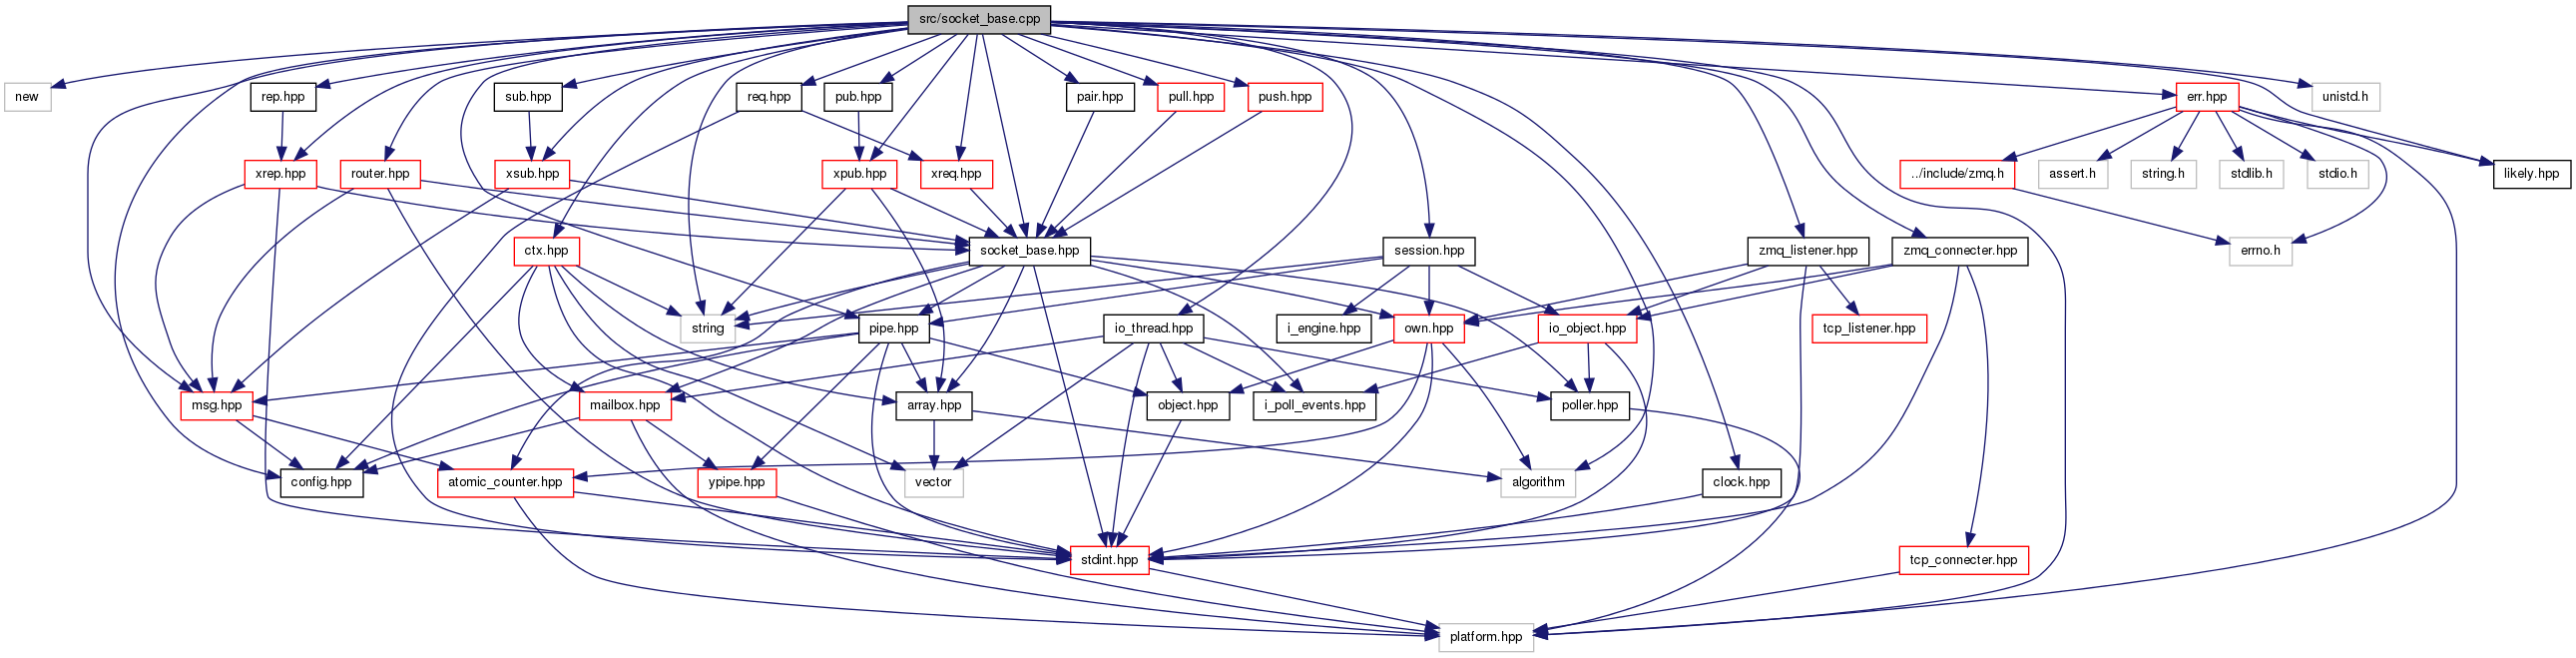 src/socket_base.cpp
new
rep.hpp
sub.hpp
req.hpp
pub.hpp
pair.hpp
pull.hpp
push.hpp
err.hpp
unistd.h
xrep.hpp
router.hpp
xsub.hpp
xpub.hpp
xreq.hpp
../include/zmq.h
assert.h
string.h
stdlib.h
stdio.h
likely.hpp
ctx.hpp
socket_base.hpp
session.hpp
zmq_listener.hpp
zmq_connecter.hpp
errno.h
string
pipe.hpp
io_thread.hpp
i_engine.hpp
own.hpp
io_object.hpp
tcp_listener.hpp
msg.hpp
mailbox.hpp
array.hpp
object.hpp
i_poll_events.hpp
poller.hpp
config.hpp
atomic_counter.hpp
ypipe.hpp
vector
algorithm
clock.hpp
stdint.hpp
tcp_connecter.hpp
platform.hpp